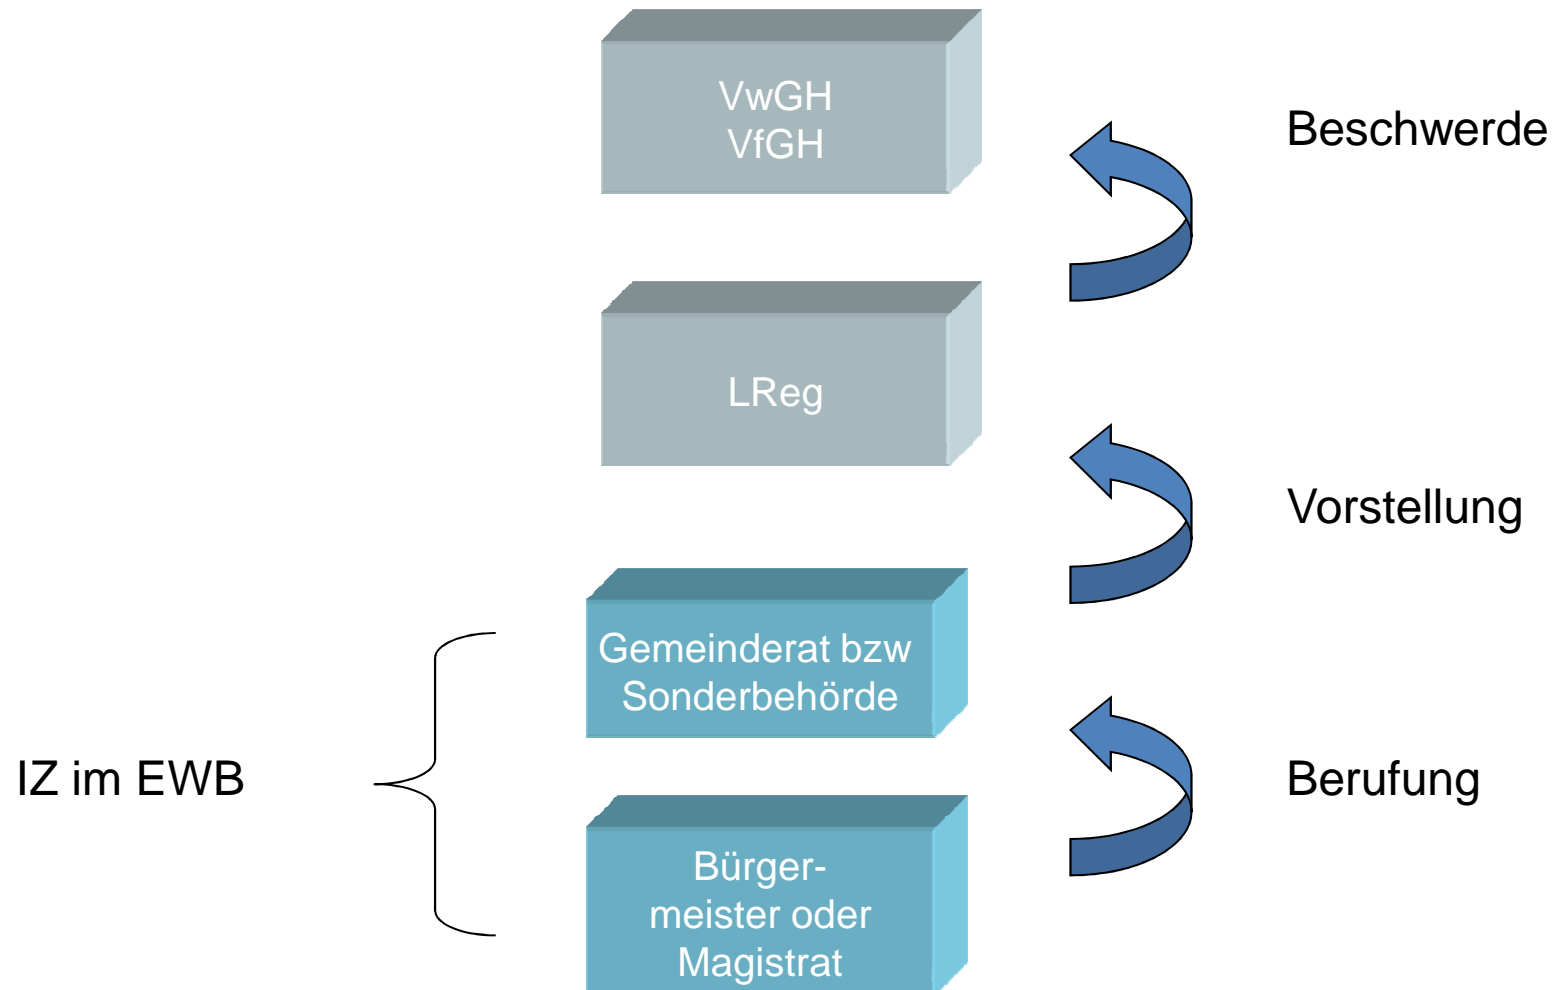 VwGH
VfGH
Beschwerde
LReg
Vorstellung
Gemeinderat bzw
Sonderbehörde
IZ im EWB
Berufung
Bürger-
meister oder
Magistrat